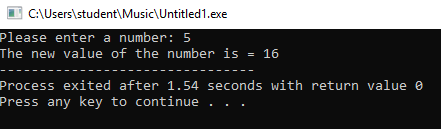 C:\Users\student\Music\Untitled1.exe
Please enter a number: 5
The new value of the number is = 16
--------------------------------
Process exited after 1.54 seconds with return value 0
Press any key to continue . . .